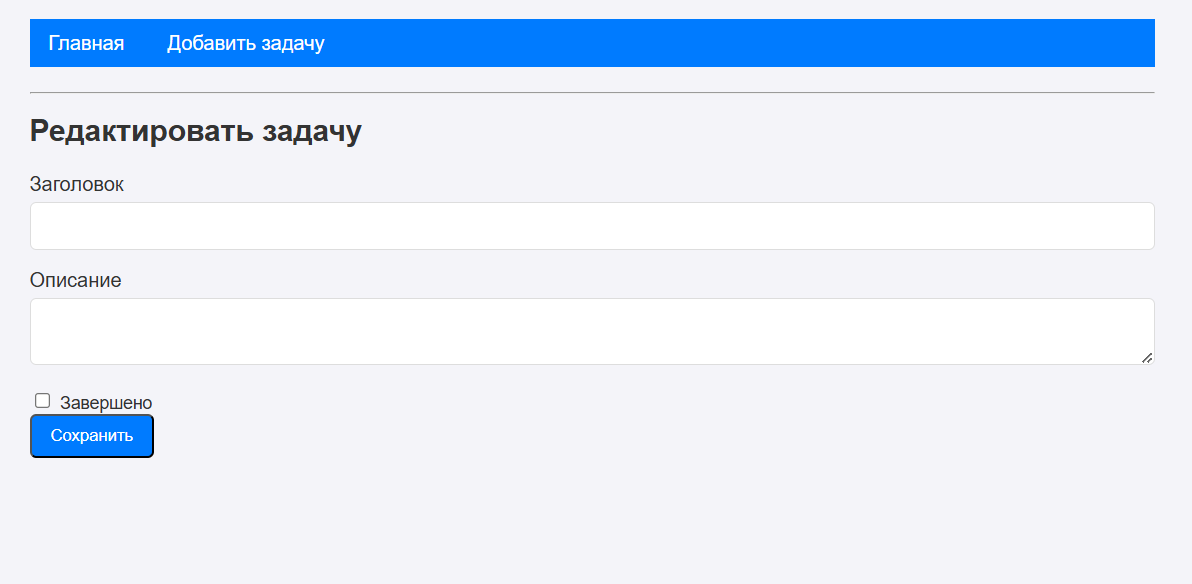 Главная Добавить задачу
Редактировать задачу
Заголовок
Описание
Завершено
Сохранить